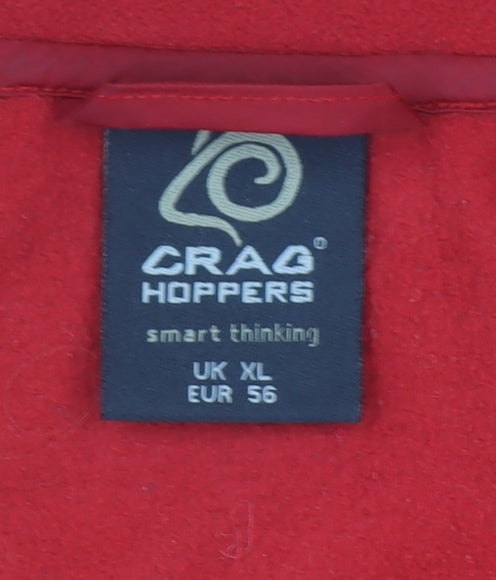 CRAG®
HOPPERS
smart thinking
UK XL
EUR 56